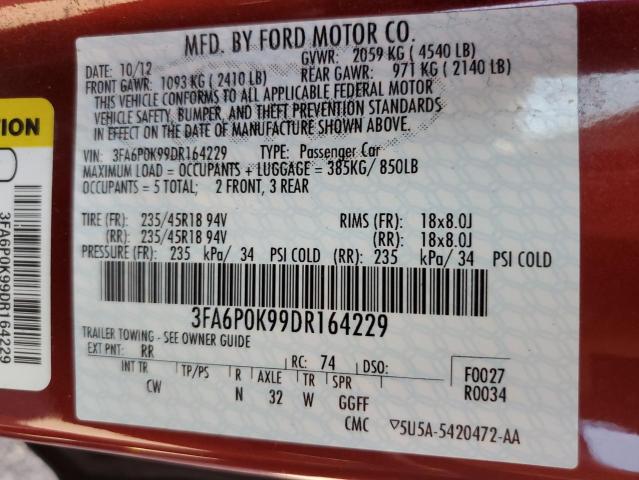 MFD. BY FORD MOTOR CO.
DATE: 10/12 GVWR: 2059 KG (4540 LB)
FRONT GAWR: 1093 KG (2410 LB) REAR GAWR: 971 KG (2140 LB)
THIS VEHICLE CONFORMS TO ALL APPLICABLE FEDERAL MOTOR
VEHICLE SAFETY, BUMPER, AND THEFT PREVENTION STANDARDS
IN EFFECT ON THE DATE OF MANUFACTURE SHOWN ABOVE.
VIN: 3FA6P0K99DR164229 TYPE: Passenger Car
MAXIMUM LOAD = OCCUPANTS + LUGGAGE = 385KG/ 850LB
OCCUPANTS = 5 TOTAL; 2 FRONT, 3 REAR
TIRE (FR): 235/45R18 94V RIMS (FR): 18x8.0J
(RR): 235/45R18 94V (RR): 18x8.0J
PRESSURE (FR): 235 kPa/ 34 PSI COLD (RR): 235 kPa/ 34 PSI COLD
3FA6P0K99DR164229
TRAILER TOWING - SEE OWNER GUIDE
EXT PNT: RR RC: 74 DSO: F0027
INT TR TP/PS R AXLE TR SPR R0034
CW N 32 W GGFF
CMC ▽5U5A-5420472-AA
TION
3FA6P0K99DR164229